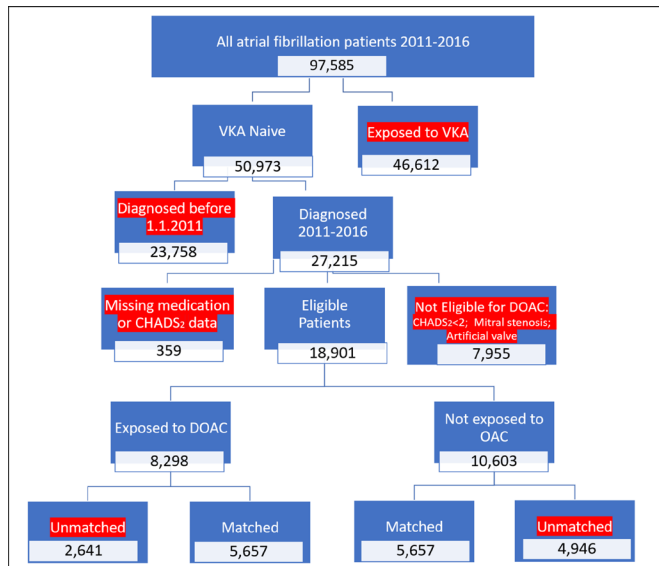 All atrial fibrillation patients 2011-2016
97,585
VKA Naive
50,973
Exposed to VKA
46,612
Diagnosed before
1.1.2011
23,758
Diagnosed
2011-2016
27,215
Missing medication
or CHADS₂ data
359
Eligible
Patients
18,901
Not Eligible for DOAC:
CHADS₂<2; Mitral stenosis;
Artificial valve
7,955
Exposed to DOAC
8,298
Not exposed to
OAC
10,603
Unmatched
2,641
Matched
5,657
Matched
5,657
Unmatched
4,946